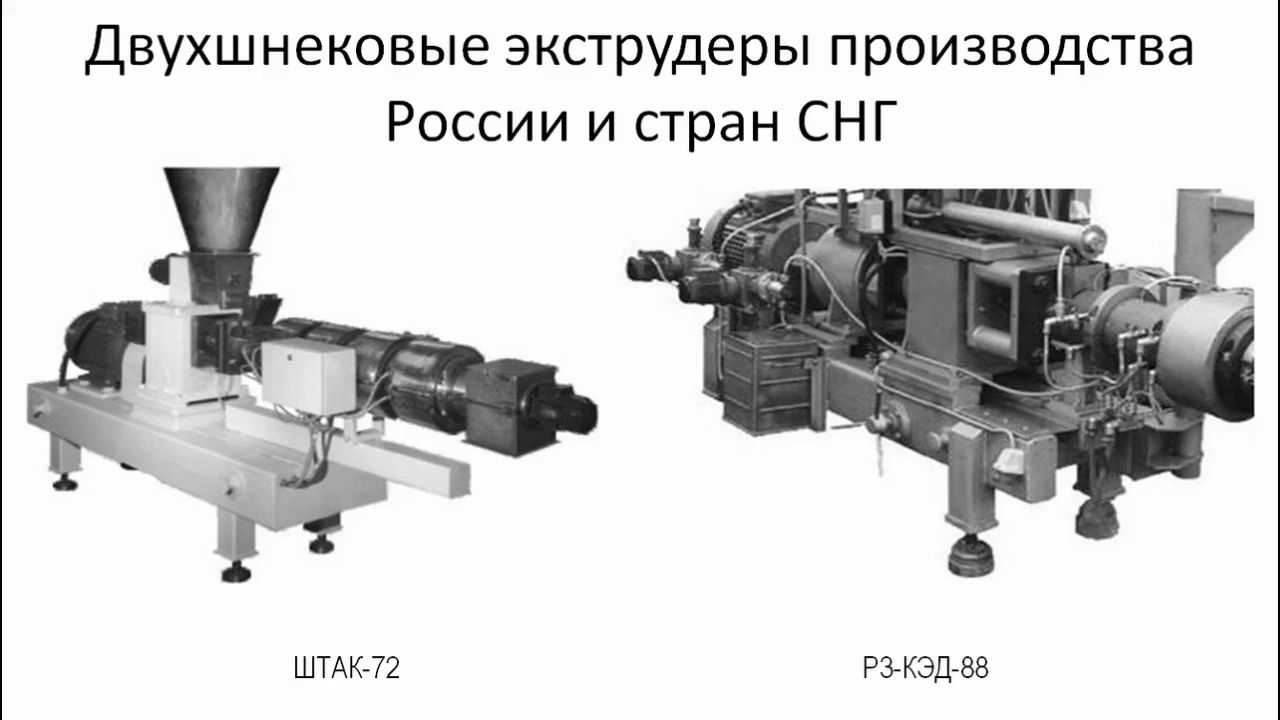 Двухшнековые экструдеры производства
России и стран СНГ
ШТАК-72
РЗ-КЭД-88